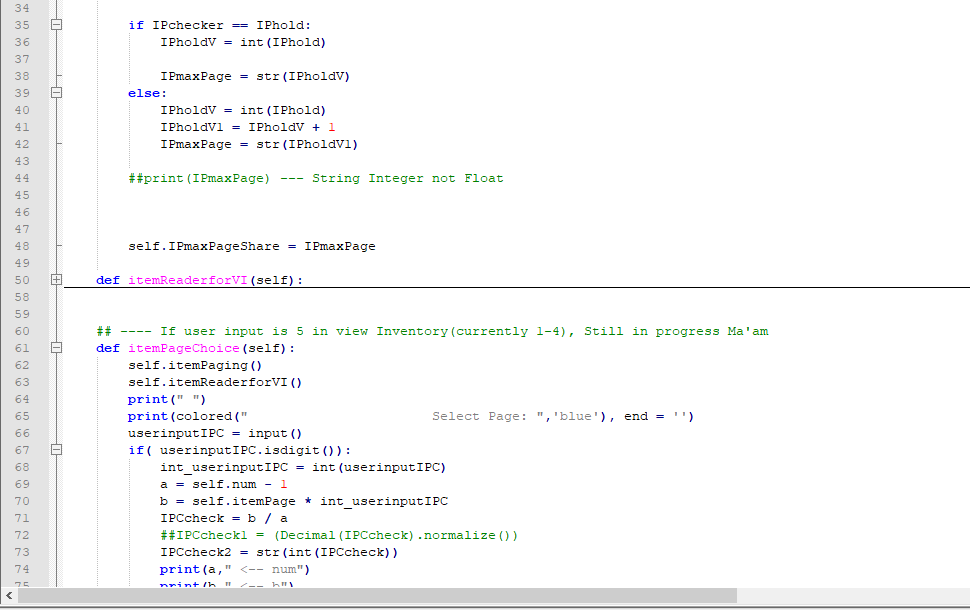 34
35 if IPchecker == IPhold:
36 IPholdV = int(IPhold)
37
38 IPmaxPage = str(IPholdV)
39 else:
40 IPholdV = int(IPhold)
41 IPholdV1 = IPholdV + 1
42 IPmaxPage = str(IPholdV1)
43
44 ##print(IPmaxPage) --- String Integer not Float
45
46
47
48 self.IPmaxPageShare = IPmaxPage
49
50 def itemReaderforVI(self):
58
59
60 ## ---- If user input is 5 in view Inventory(currently 1-4), Still in progress Ma'am
61 def itemPageChoice(self):
62 self.itemPaging()
63 self.itemReaderforVI()
64 print(" ")
65 print(colored(" Select Page: ",'blue'), end = '')
66 userinputIPC = input()
67 if( userinputIPC.isdigit()):
68 int_userinputIPC = int(userinputIPC)
69 a = self.num - 1
70 b = self.itemPage * int_userinputIPC
71 IPCcheck = b / a
72 ##IPCcheck1 = (Decimal(IPCcheck).normalize())
73 IPCcheck2 = str(int(IPCcheck))
74 print(a," <-- num")
75 print(b," <-- b")